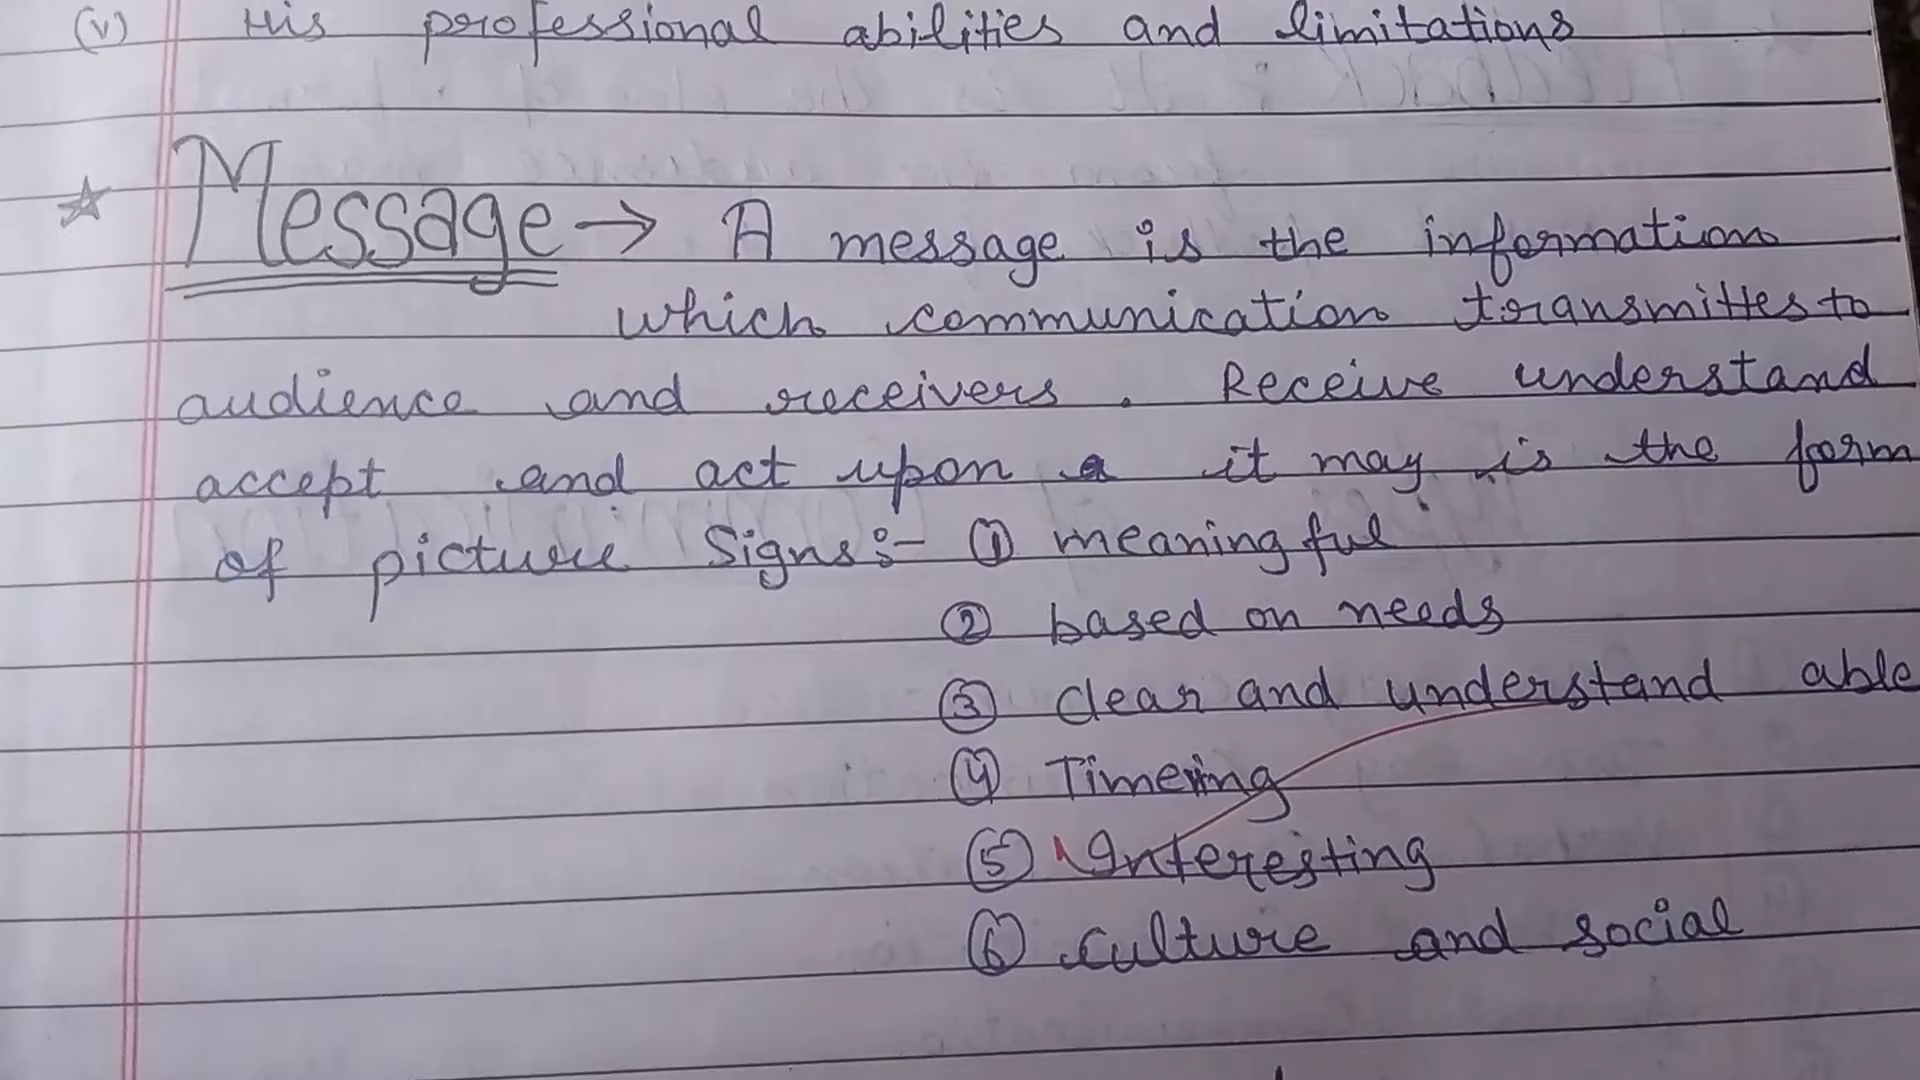 (v) His professional abilities and limitations
☆ Message → A message is the information
which communication transmittes to
audience and receivers. Receive understand
accept and act upon it may is the form
of picture Signs:- ① meaningful
② based on needs
③ clear and understand able
④ Timering
⑤ Interesting
⑥ culture and social